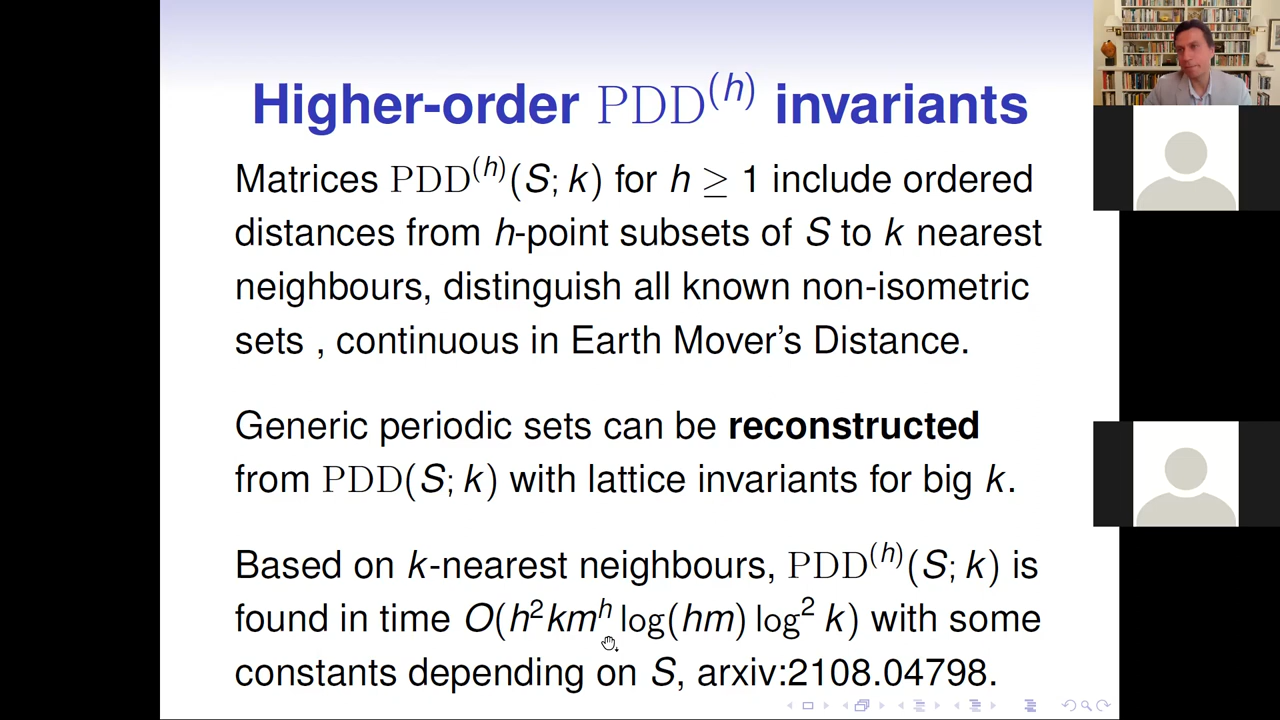 Higher-order PDD⁽ʰ⁾ invariants
Matrices PDD⁽ʰ⁾(S; k) for h ≥ 1 include ordered
distances from h-point subsets of S to k nearest
neighbours, distinguish all known non-isometric
sets , continuous in Earth Mover's Distance.
Generic periodic sets can be reconstructed
from PDD(S; k) with lattice invariants for big k.
Based on k-nearest neighbours, PDD⁽ʰ⁾(S; k) is
found in time O(h²kmʰ log(hm) log² k) with some
constants depending on S, arxiv:2108.04798.